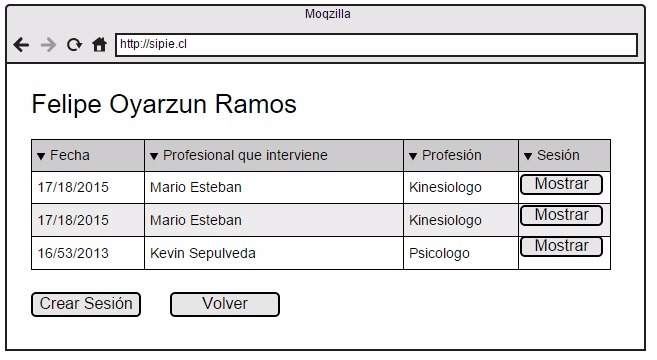 Moqzilla
http://sipie.cl
Felipe Oyarzun Ramos
Fecha Profesional que interviene Profesión Sesión
17/18/2015 Mario Esteban Kinesiologo Mostrar
17/18/2015 Mario Esteban Kinesiologo Mostrar
16/53/2013 Kevin Sepulveda Psicologo Mostrar
Crear Sesión Volver